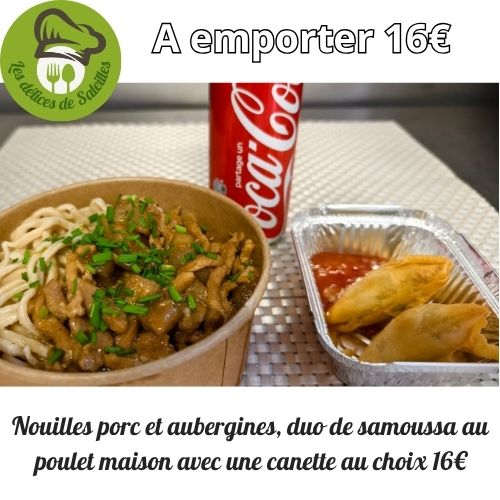 A emporter 16€
Les délices de Saleilles
partage un
Coca-Co
Nouilles porc et aubergines, duo de samoussa au
poulet maison avec une canette au choix 16€